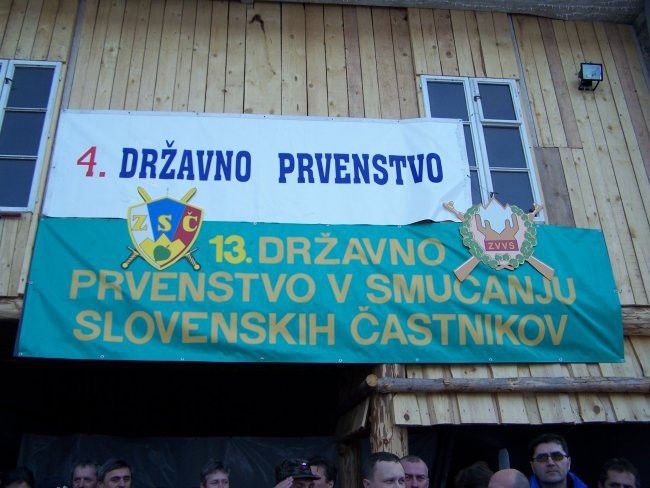 4. DRŽAVNO PRVENSTVO
ZSČ
ZVVS
13. DRŽAVNO
PRVENSTVO V SMUČANJU
SLOVENSKIH ČASTNIKOV